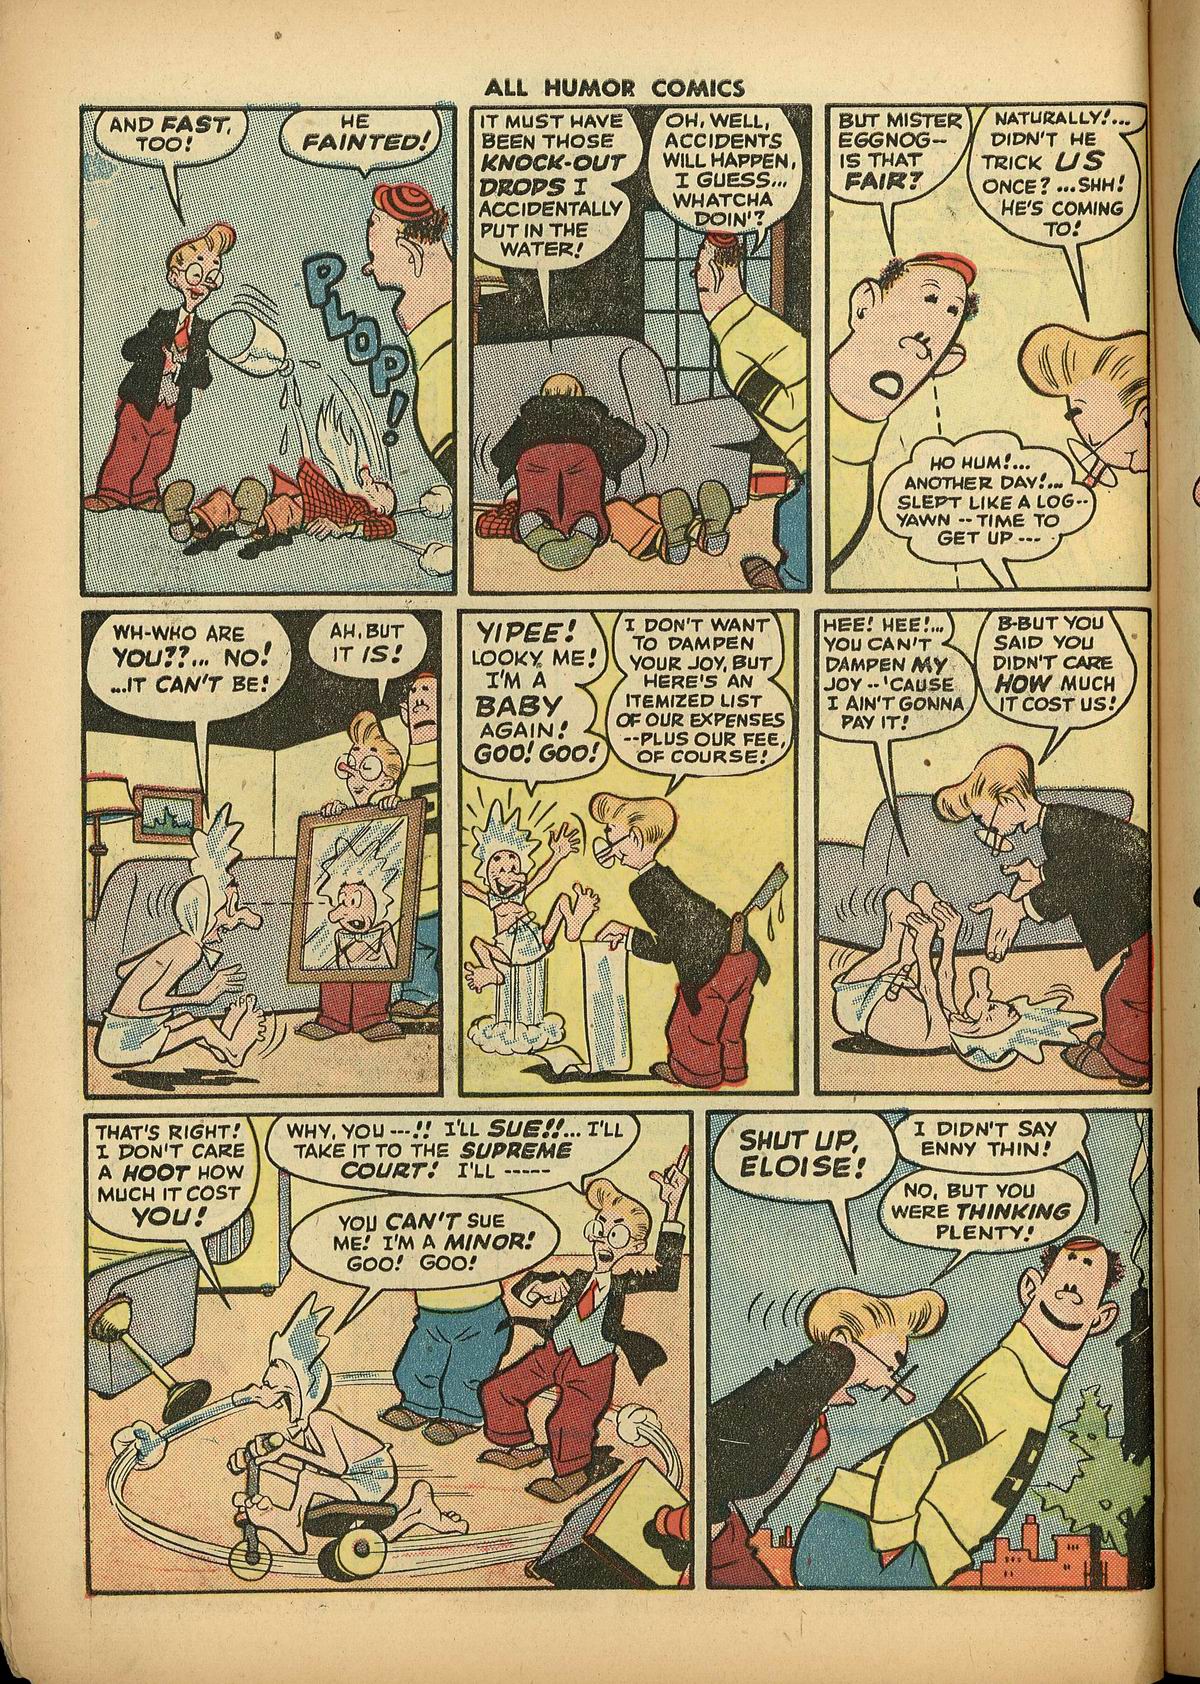 ALL HUMOR COMICS
AND FAST,
TOO!
HE
FAINTED!
PLOP!
IT MUST HAVE
BEEN THOSE
KNOCK-OUT
DROPS I
ACCIDENTALLY
PUT IN THE
WATER!
OH, WELL,
ACCIDENTS
WILL HAPPEN,
I GUESS...
WHATCHA
DOIN'?
BUT MISTER
EGGNOG--
IS THAT
FAIR?
NATURALLY!...
DIDN'T HE
TRICK US
ONCE? ...SHH!
HE'S COMING
TO!
HO HUM!...
ANOTHER DAY!...
SLEPT LIKE A LOG--
YAWN -- TIME TO
GET UP ---
WH-WHO ARE
YOU??... NO!
...IT CAN'T BE!
AH, BUT
IT IS!
YIPEE!
LOOKY, ME!
I'M A
BABY
AGAIN!
GOO! GOO!
I DON'T WANT
TO DAMPEN
YOUR JOY, BUT
HERE'S AN
ITEMIZED LIST
OF OUR EXPENSES
--PLUS OUR FEE,
OF COURSE!
HEE! HEE!...
YOU CAN'T
DAMPEN MY
JOY -- 'CAUSE
I AIN'T GONNA
PAY IT!
B-BUT YOU
SAID YOU
DIDN'T CARE
HOW MUCH
IT COST US!
THAT'S RIGHT!
I DON'T CARE
A HOOT HOW
MUCH IT COST
YOU!
WHY, YOU ---!! I'LL SUE!!... I'LL
TAKE IT TO THE SUPREME
COURT! I'LL -----
YOU CAN'T SUE
ME! I'M A MINOR!
GOO! GOO!
SHUT UP,
ELOISE!
I DIDN'T SAY
ENNY THIN!
NO, BUT YOU
WERE THINKING
PLENTY!